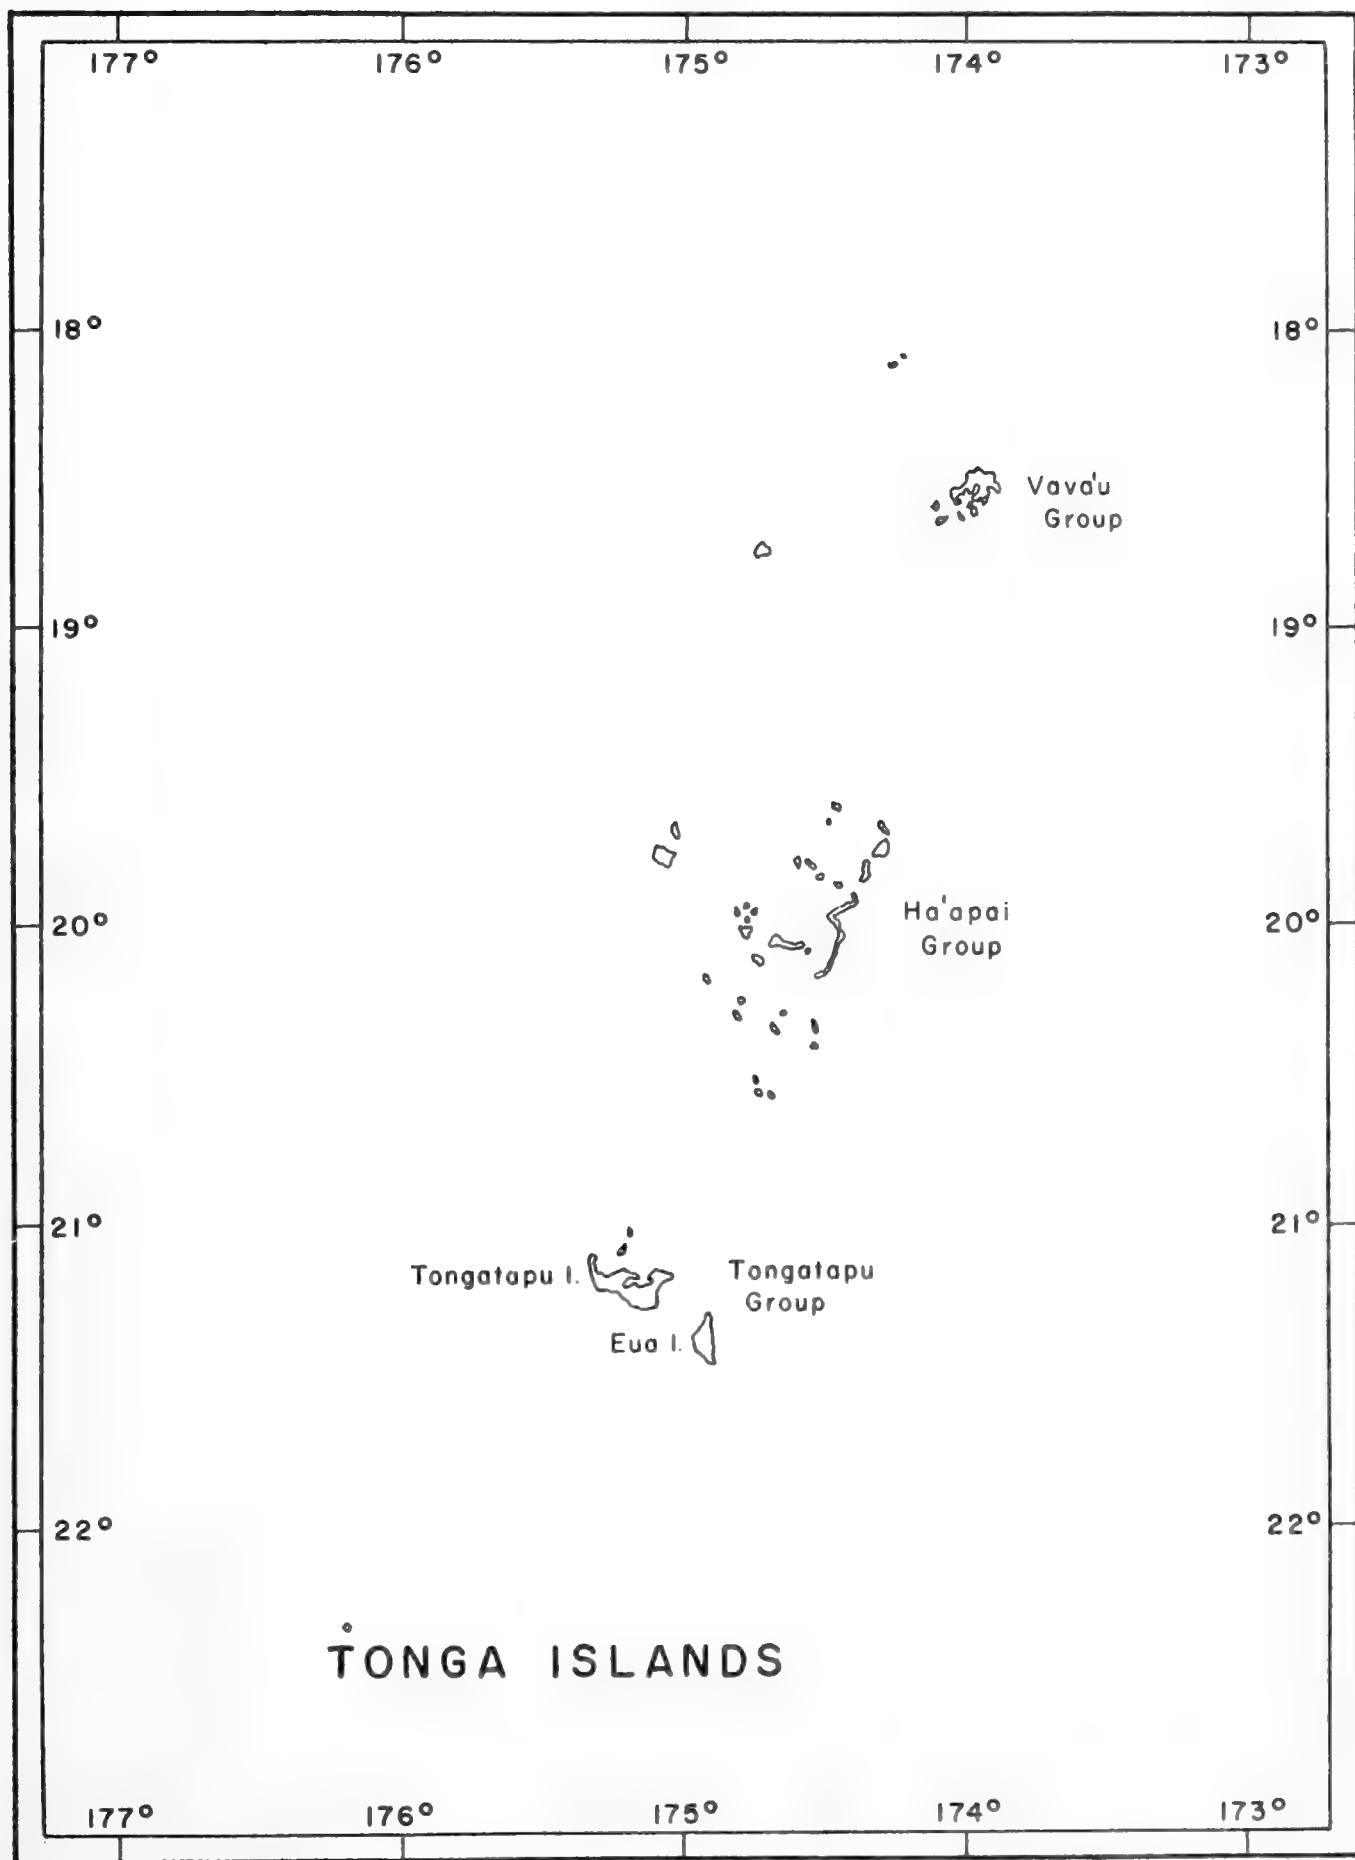 177° 176° 175° 174° 173°
18° 18°
Vava'u
Group
19° 19°
Ha'apai
20° 20°
Group
21° 21°
Tongatapu I. Tongatapu
Group
Eua I.
22° 22°
TONGA ISLANDS
177° 176° 175° 174° 173°